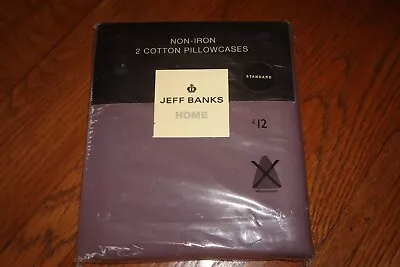 NON-IRON
2 COTTON PILLOWCASES
STANDARD
JEFF BANKS
HOME
£12